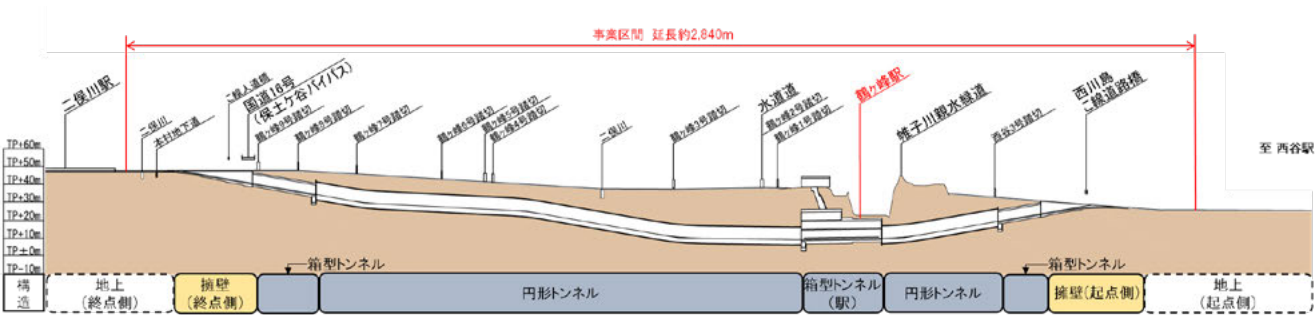 事業区間 延長約2,840m
二俣川駅
二俣川
本村地下道
こ線人道橋
国道16号
(保土ケ谷バイパス)
鶴ヶ峰9号踏切
鶴ヶ峰8号踏切
鶴ヶ峰7号踏切
鶴ヶ峰6号踏切
鶴ヶ峰5号踏切
鶴ヶ峰4号踏切
二俣川
鶴ヶ峰3号踏切
水道道
鶴ヶ峰2号踏切
鶴ヶ峰1号踏切
鶴ヶ峰駅
帷子川親水緑道
西谷3号踏切
西川島
こ線道路橋
至 西谷駅
TP+60m
TP+50m
TP+40m
TP+30m
TP+20m
TP+10m
TP±0m
TP-10m
箱型トンネル
箱型トンネル
構造
地上
(終点側)
擁壁
(終点側)
円形トンネル
箱型トンネル
(駅)
円形トンネル
擁壁(起点側)
地上
(起点側)